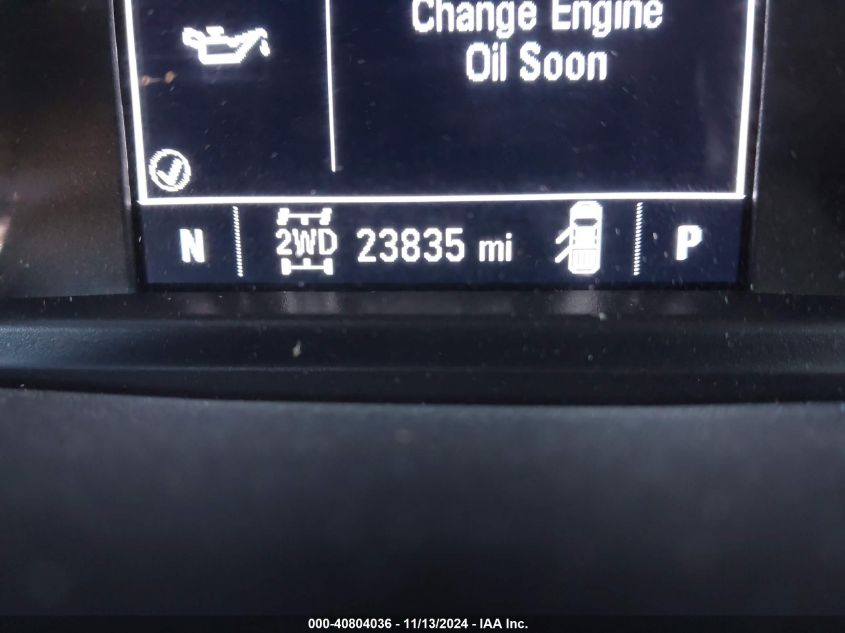 Change Engine
Oil Soon
N 2WD 23835 mi P
000-40804036 - 11/13/2024 - IAA Inc.